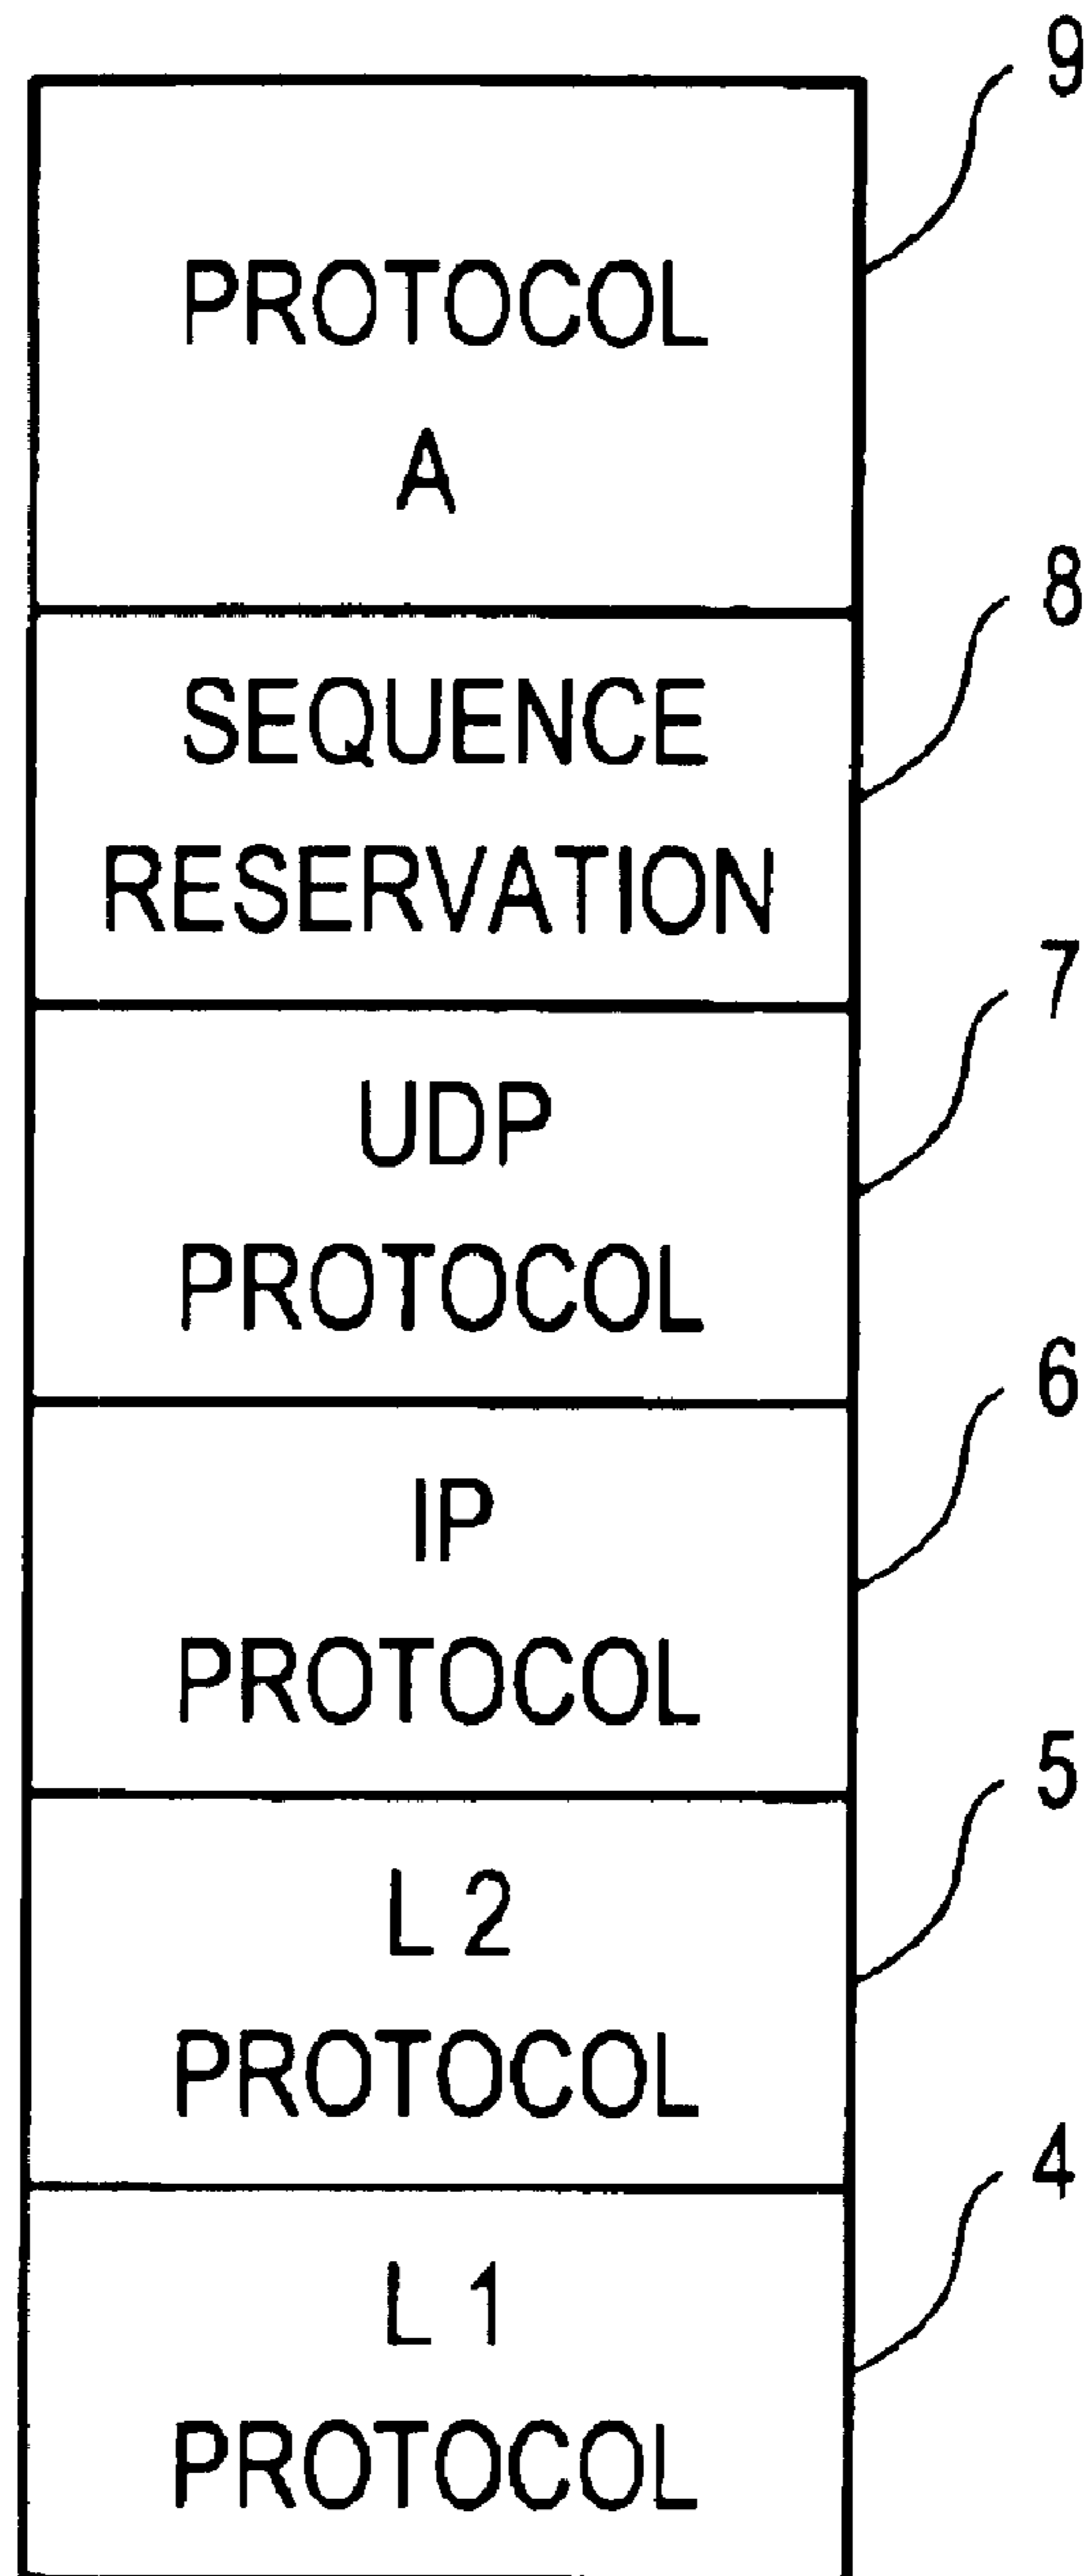 9
PROTOCOL
A
8
SEQUENCE
RESERVATION
7
UDP
PROTOCOL
6
IP
PROTOCOL
5
L 2
PROTOCOL
4
L 1
PROTOCOL